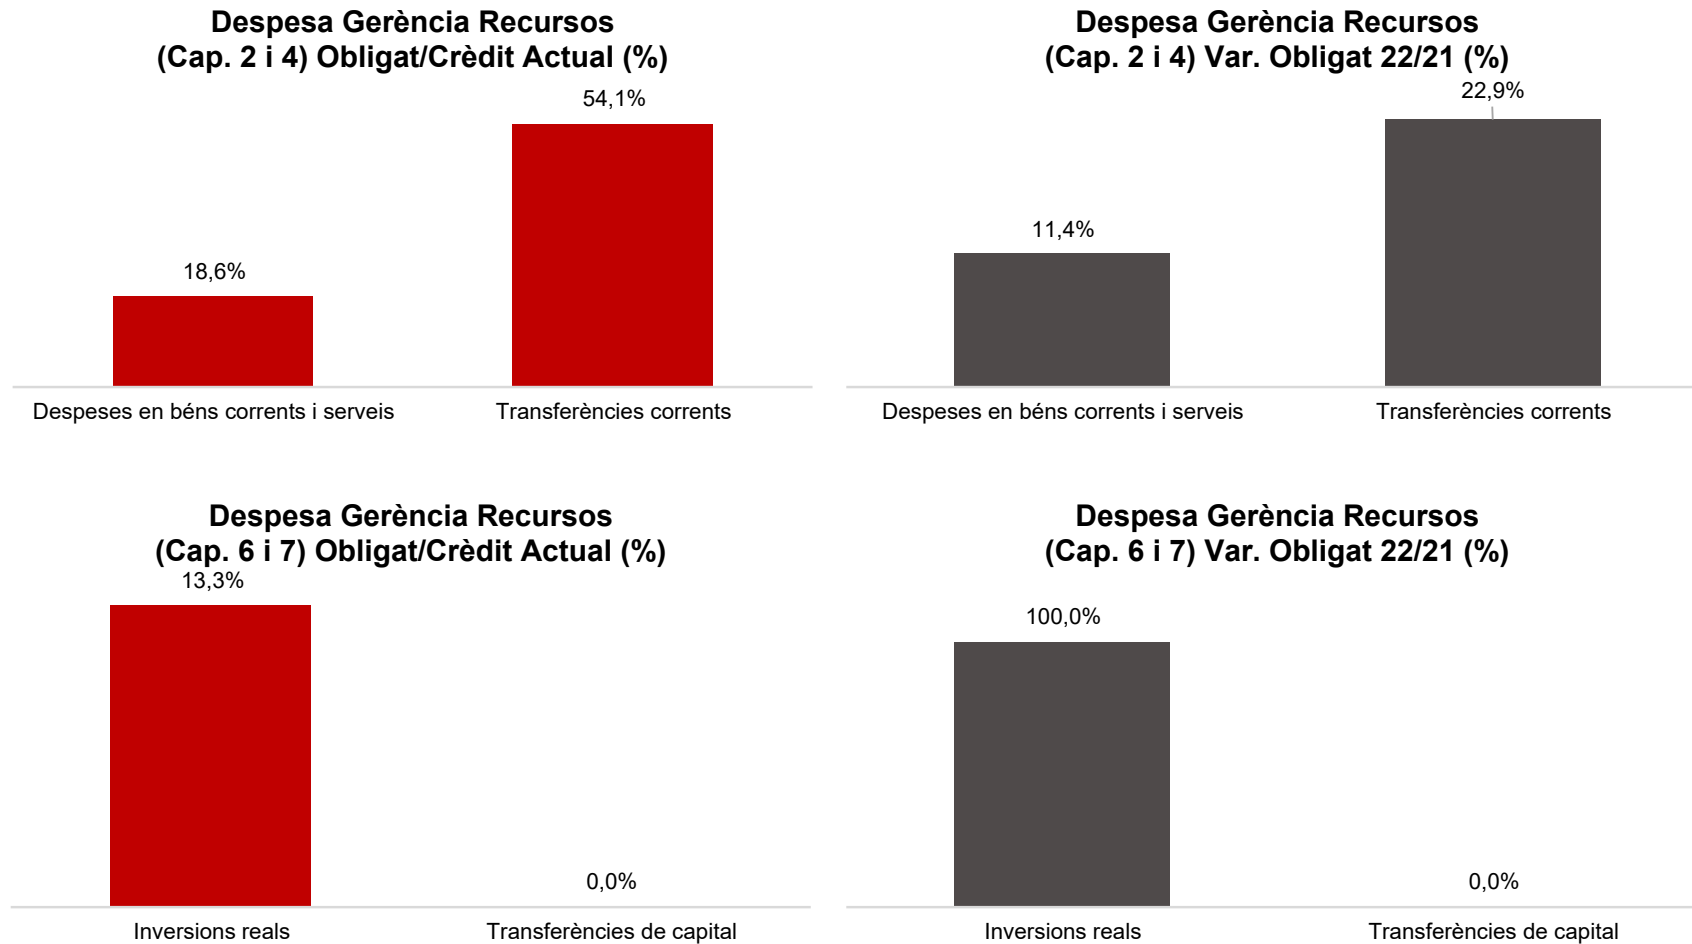 Despesa Gerència Recursos
(Cap. 2 i 4) Obligat/Crèdit Actual (%)
54,1%
18,6%
Despeses en béns corrents i serveis
Transferències corrents
Despesa Gerència Recursos
(Cap. 2 i 4) Var. Obligat 22/21 (%)
22,9%
11,4%
Despeses en béns corrents i serveis
Transferències corrents
Despesa Gerència Recursos
(Cap. 6 i 7) Obligat/Crèdit Actual (%)
13,3%
0,0%
Inversions reals
Transferències de capital
Despesa Gerència Recursos
(Cap. 6 i 7) Var. Obligat 22/21 (%)
100,0%
0,0%
Inversions reals
Transferències de capital